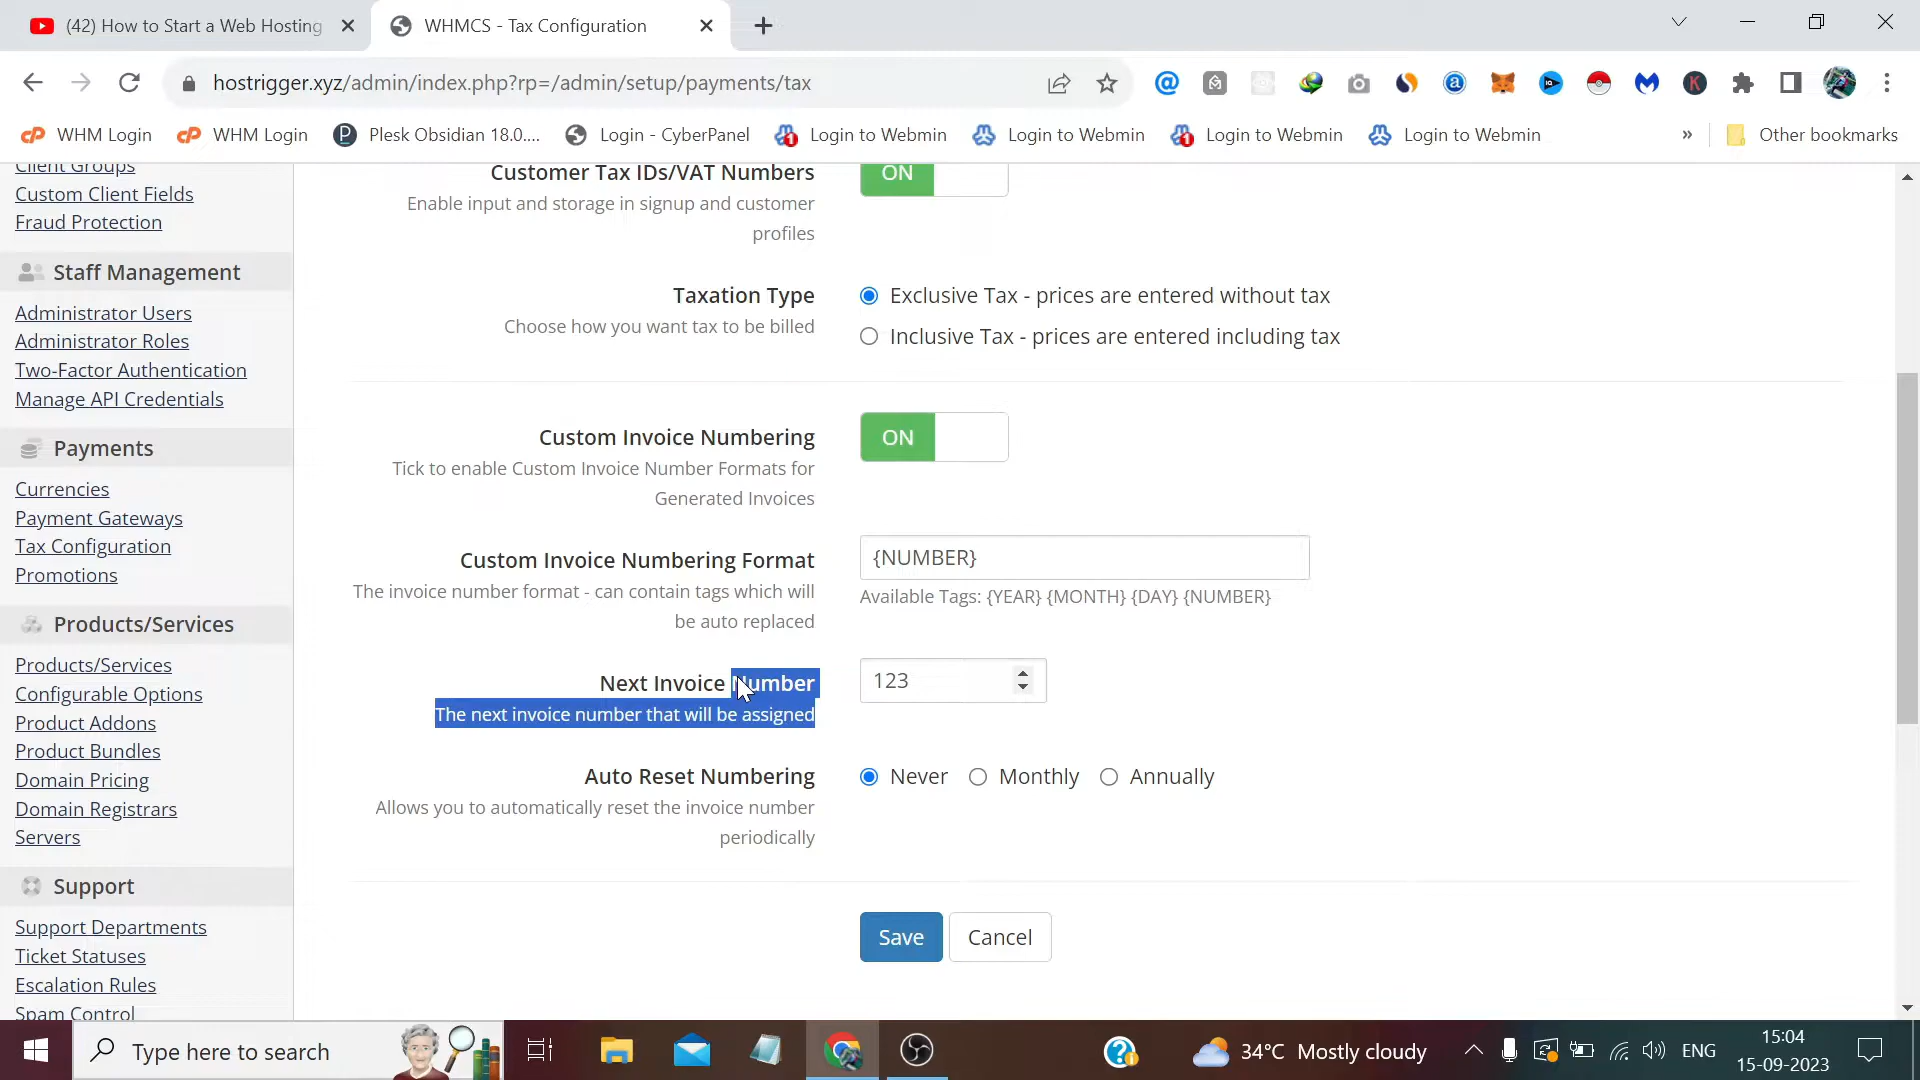 (42) How to Start a Web Hosting
WHMCS - Tax Configuration
hostrigger.xyz/admin/index.php?rp=/admin/setup/payments/tax
WHM Login
WHM Login
Plesk Obsidian 18.0....
Login - CyberPanel
Login to Webmin
Login to Webmin
Login to Webmin
Login to Webmin
»
Other bookmarks
Client Groups
Custom Client Fields
Fraud Protection
Staff Management
Administrator Users
Administrator Roles
Two-Factor Authentication
Manage API Credentials
Payments
Currencies
Payment Gateways
Tax Configuration
Promotions
Products/Services
Products/Services
Configurable Options
Product Addons
Product Bundles
Domain Pricing
Domain Registrars
Servers
Support
Support Departments
Ticket Statuses
Escalation Rules
Spam Control
Customer Tax IDs/VAT Numbers
ON
Enable input and storage in signup and customer
profiles
Taxation Type
Choose how you want tax to be billed
Exclusive Tax - prices are entered without tax
Inclusive Tax - prices are entered including tax
Custom Invoice Numbering
ON
Tick to enable Custom Invoice Number Formats for
Generated Invoices
Custom Invoice Numbering Format
{NUMBER}
The invoice number format - can contain tags which will
be auto replaced
Available Tags: {YEAR} {MONTH} {DAY} {NUMBER}
Next Invoice Number
123
The next invoice number that will be assigned
Auto Reset Numbering
Never Monthly Annually
Allows you to automatically reset the invoice number
periodically
Save
Cancel
Type here to search
34°C Mostly cloudy
ENG
15:04
15-09-2023